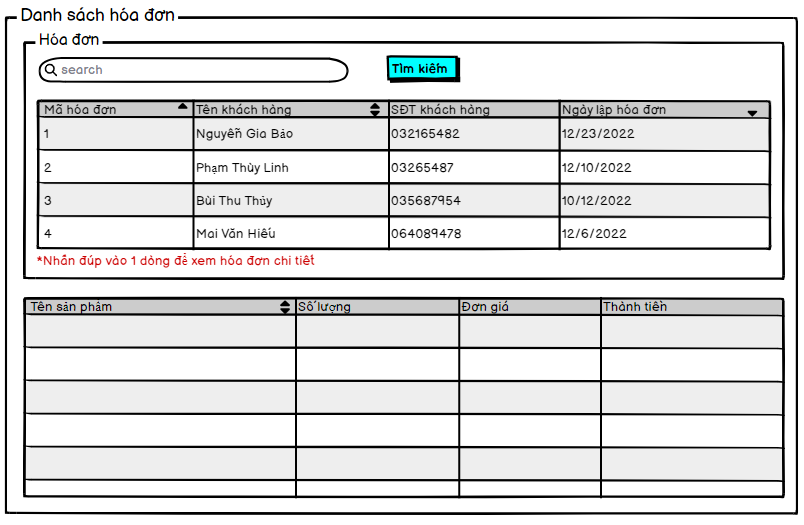 Danh sách hóa đơn
Hóa đơn
search
Tìm kiếm
Mã hóa đơn Tên khách hàng SĐT khách hàng Ngày lập hóa đơn
1 Nguyễn Gia Bảo 032165482 12/23/2022
2 Phạm Thùy Linh 03265487 12/10/2022
3 Bùi Thu Thủy 035687954 10/12/2022
4 Mai Văn Hiếu 064089478 12/6/2022
*Nhấn đúp vào 1 dòng để xem hóa đơn chi tiết
Tên sản phẩm Số lượng Đơn giá Thành tiền